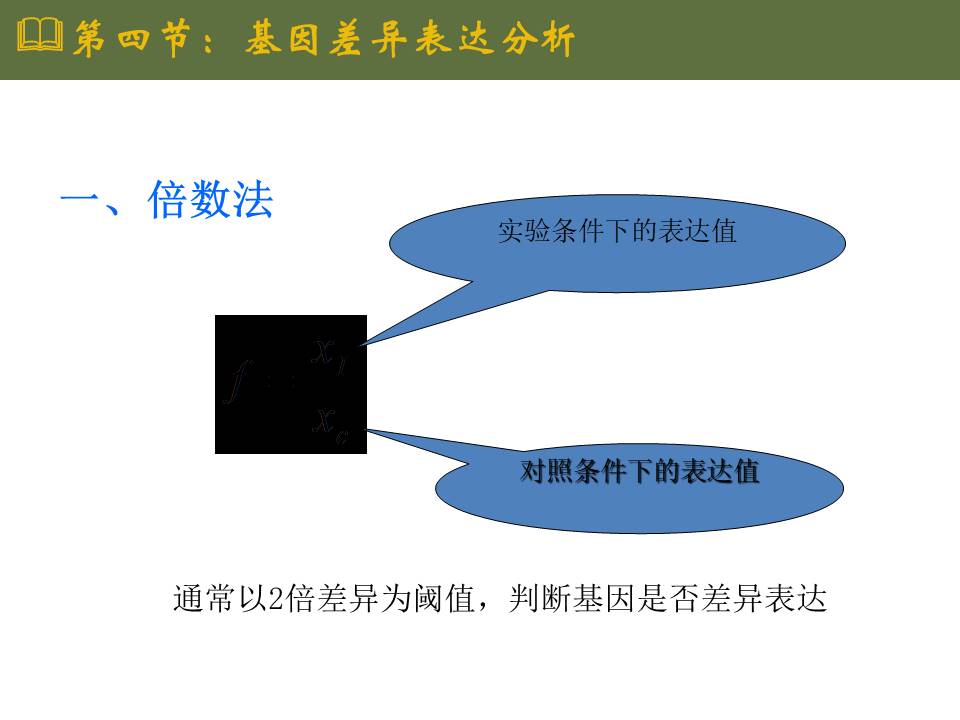 第四节：基因差异表达分析
一、倍数法
实验条件下的表达值
f = x_1 / x_c
对照条件下的表达值
通常以2倍差异为阈值，判断基因是否差异表达